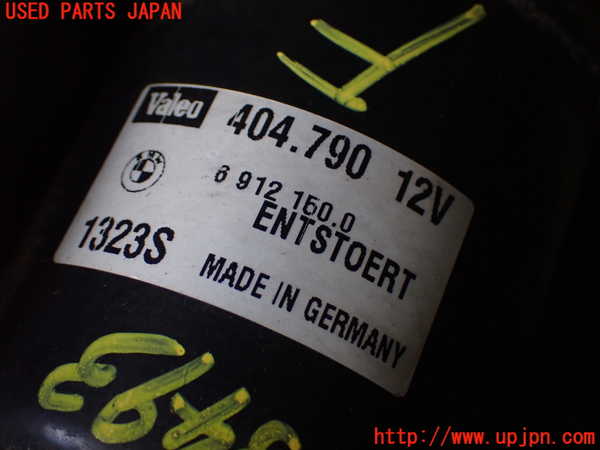 USED PARTS JAPAN
Valeo 404.790 12V
BMW
6 912 160.0
1323S ENTSTOERT
MADE IN GERMANY
http://www.upjpn.com/